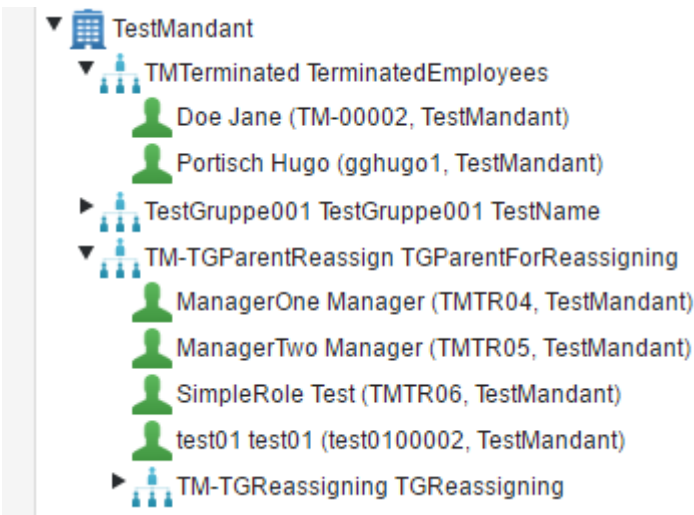 TestMandant
TMTerminated TerminatedEmployees
Doe Jane (TM-00002, TestMandant)
Portisch Hugo (gghugo1, TestMandant)
TestGruppe001 TestGruppe001 TestName
TM-TGParentReassign TGParentForReassigning
ManagerOne Manager (TMTR04, TestMandant)
ManagerTwo Manager (TMTR05, TestMandant)
SimpleRole Test (TMTR06, TestMandant)
test01 test01 (test0100002, TestMandant)
TM-TGReassigning TGReassigning